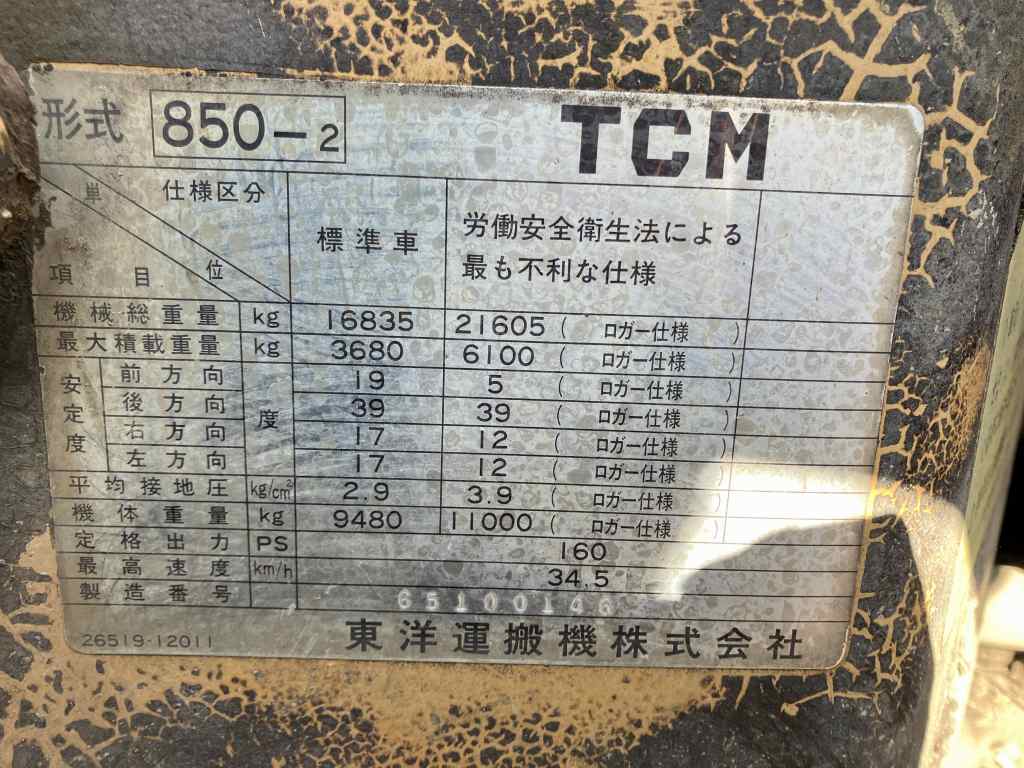 形式 850-2 TCM
単位 仕様区分
項目
標準車
労働安全衛生法による
最も不利な仕様
機械総重量 kg 16835 21605 (ロガー仕様)
最大積載重量 kg 3680 6100 (ロガー仕様)
安定度 前方向 度 19 5 (ロガー仕様)
後方向 39 39 (ロガー仕様)
右方向 17 12 (ロガー仕様)
左方向 17 12 (ロガー仕様)
平均接地圧 kg/cm² 2.9 3.9 (ロガー仕様)
機体重量 kg 9480 11000 (ロガー仕様)
定格出力 PS 160
最高速度 km/h 34.5
製造番号 65100146
26519-12011 東洋運搬機株式会社